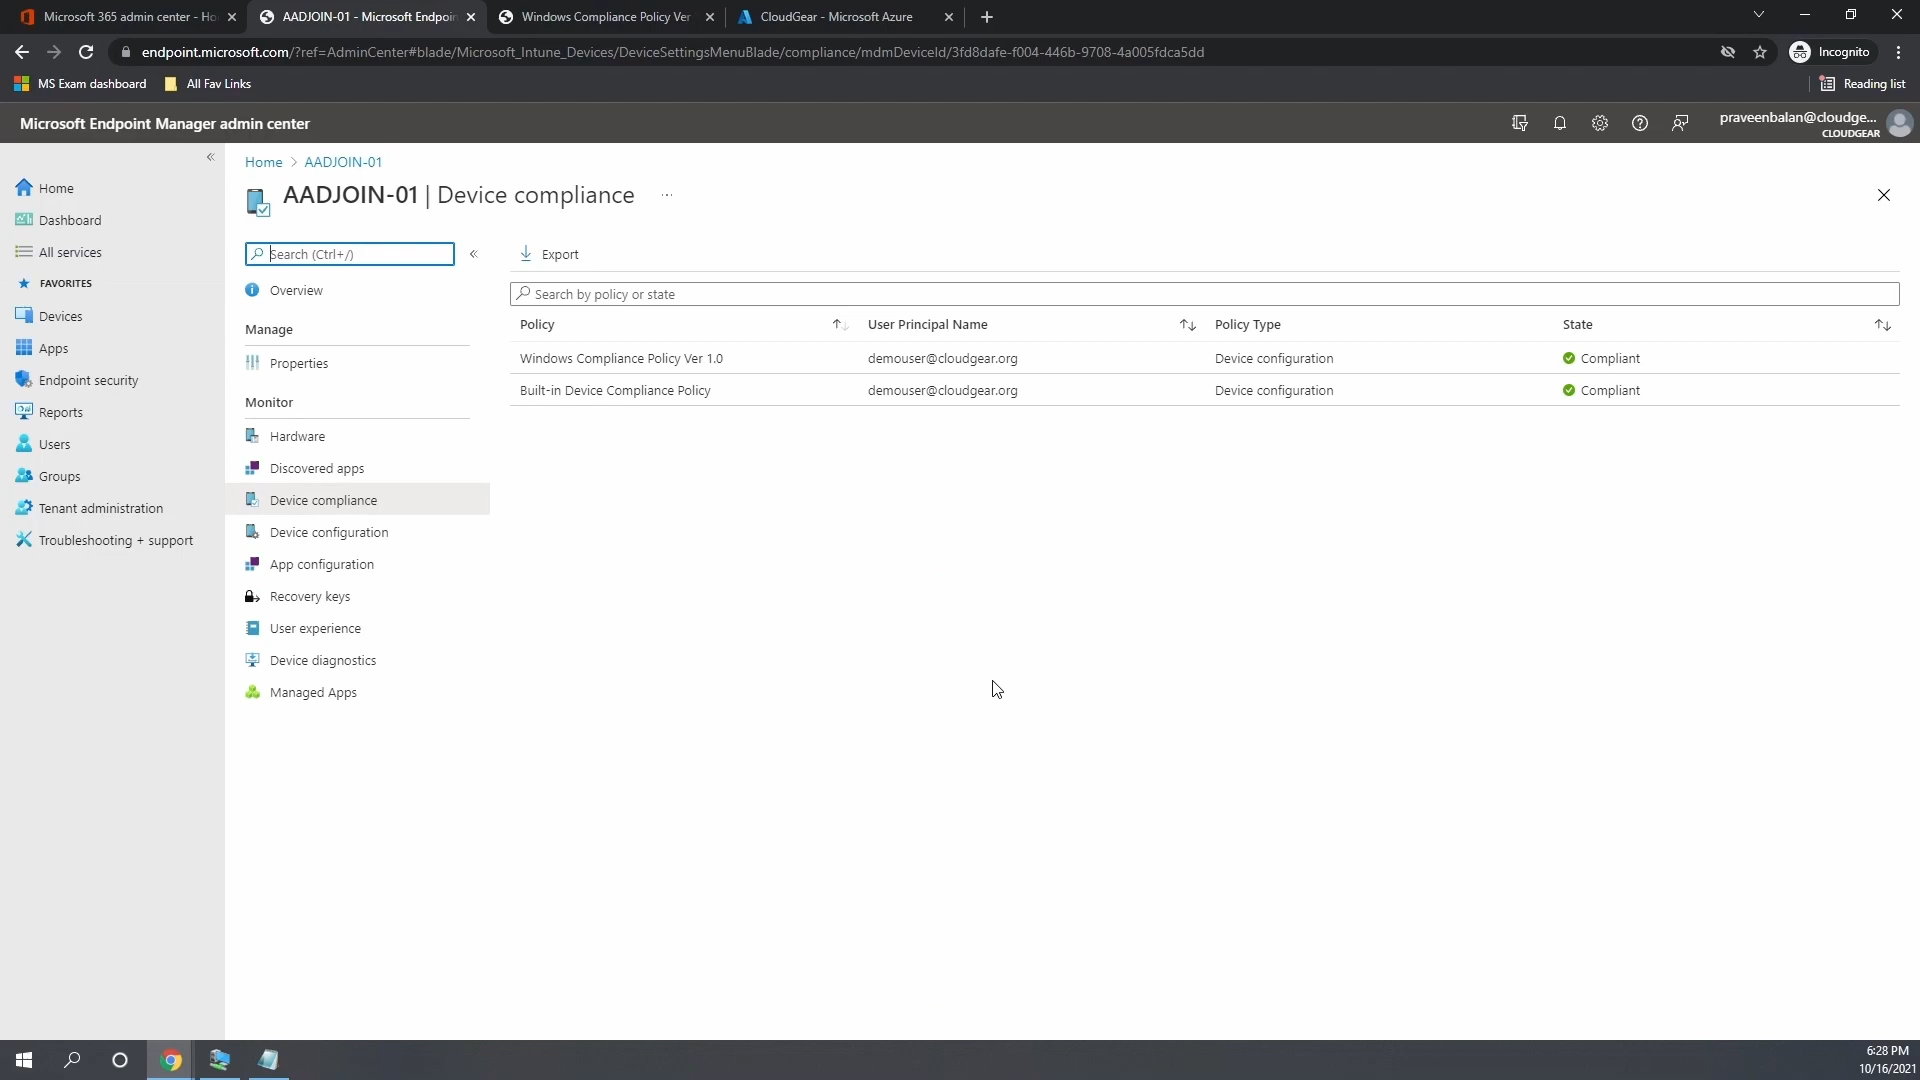 Microsoft 365 admin center - Ho
AADJOIN-01 - Microsoft Endpoin
Windows Compliance Policy Ver
CloudGear - Microsoft Azure
endpoint.microsoft.com/?ref=AdminCenter#blade/Microsoft_Intune_Devices/DeviceSettingsMenuBlade/compliance/mdmDeviceId/3fd8dafe-f004-446b-9708-4a005fdca5dd
Incognito
MS Exam dashboard
All Fav Links
Reading list
Microsoft Endpoint Manager admin center
praveenbalan@cloudge...
CLOUDGEAR
Home
Dashboard
All services
FAVORITES
Devices
Apps
Endpoint security
Reports
Users
Groups
Tenant administration
Troubleshooting + support
Home > AADJOIN-01
AADJOIN-01 | Device compliance ...
Search (Ctrl+/)
Overview
Manage
Properties
Monitor
Hardware
Discovered apps
Device compliance
Device configuration
App configuration
Recovery keys
User experience
Device diagnostics
Managed Apps
Export
Search by policy or state
Policy User Principal Name Policy Type State
Windows Compliance Policy Ver 1.0 demouser@cloudgear.org Device configuration Compliant
Built-in Device Compliance Policy demouser@cloudgear.org Device configuration Compliant
6:28 PM
10/16/2021